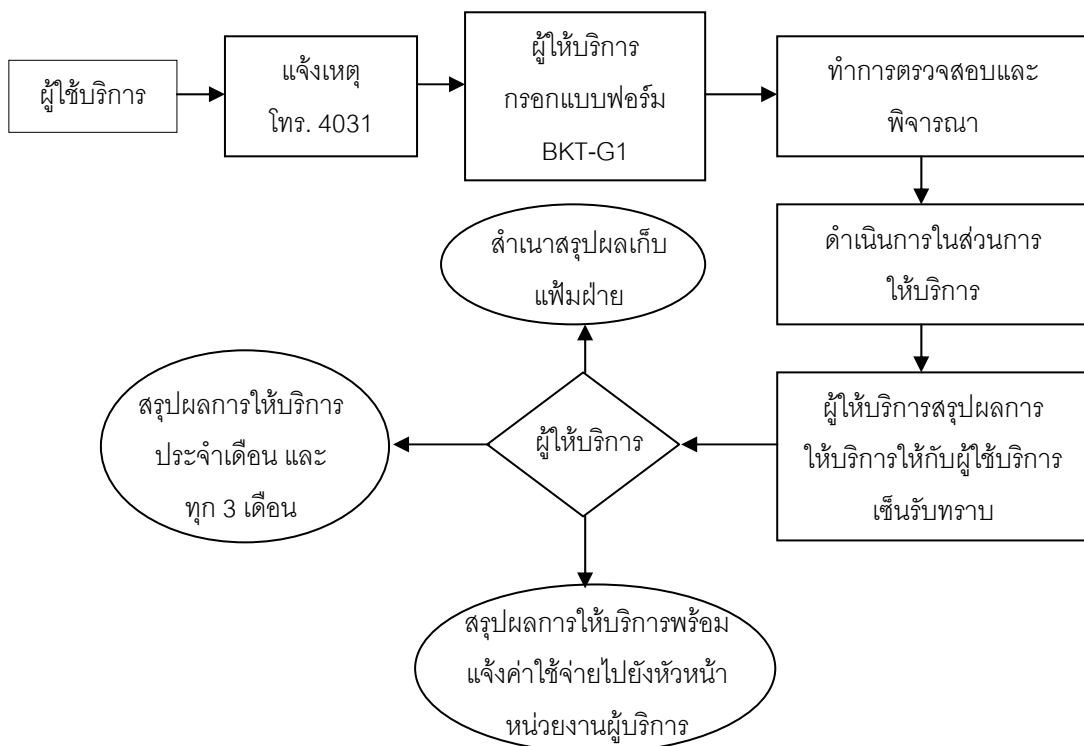 ผู้ใช้บริการ
แจ้งเหตุ
โทร. 4031
ผู้ให้บริการ
กรอกแบบฟอร์ม
BKT-G1
ทำการตรวจสอบและ
พิจารณา
ดำเนินการในส่วนการ
ให้บริการ
ผู้ให้บริการสรุปผลการ
ให้บริการให้กับผู้ใช้บริการ
เซ็นรับทราบ
ผู้ให้บริการ
สำเนาสรุปผลเก็บ
แฟ้มฝ่าย
สรุปผลการให้บริการ
ประจำเดือน และ
ทุก 3 เดือน
สรุปผลการให้บริการพร้อม
แจ้งค่าใช้จ่ายไปยังหัวหน้า
หน่วยงานผู้บริการ